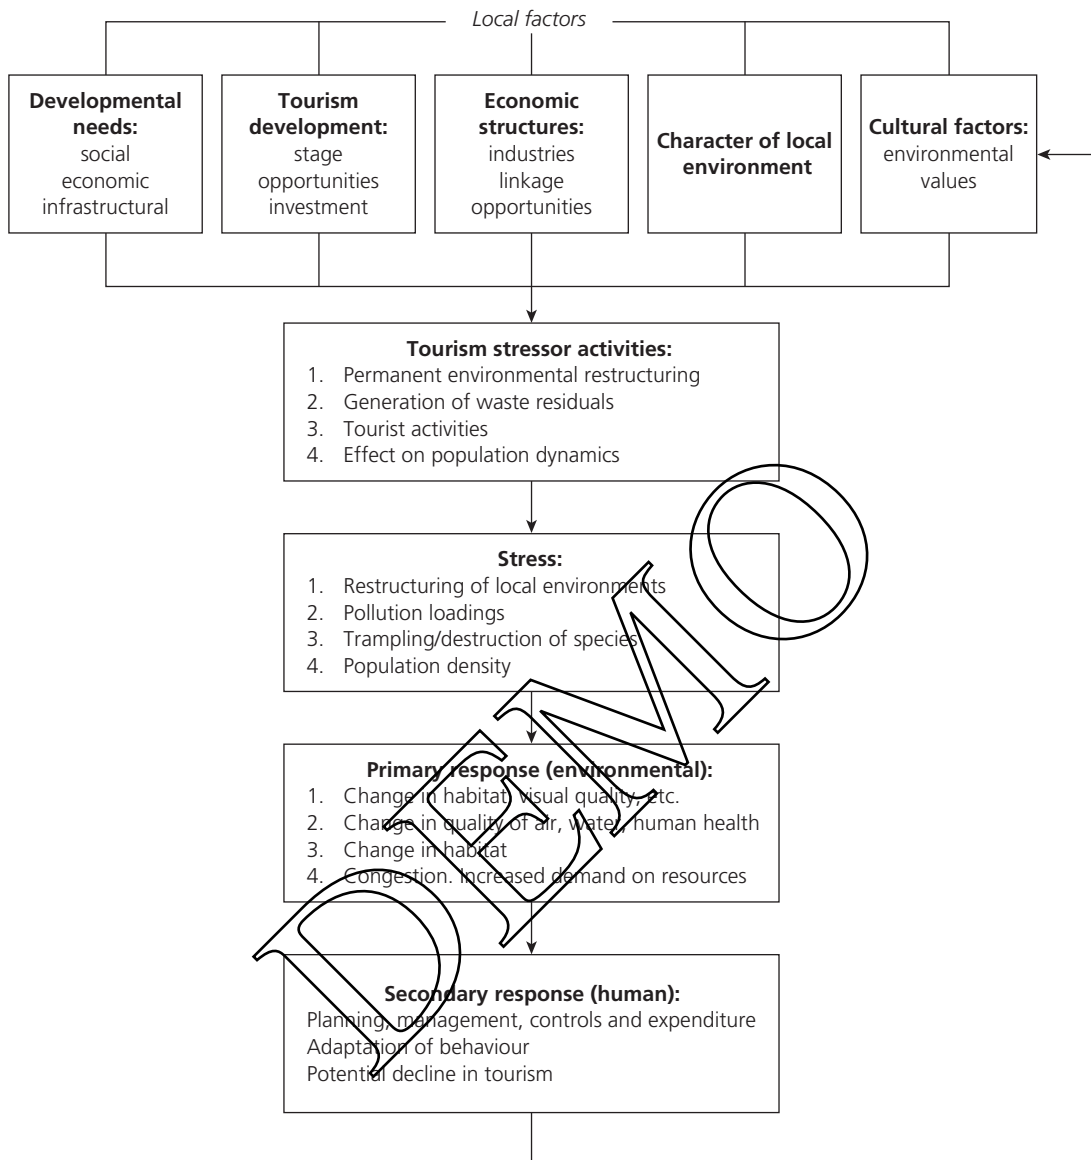 Local factors
Developmental
needs:
social
economic
infrastructural
Tourism
development:
stage
opportunities
investment
Economic
structures:
industries
linkage
opportunities
Character of local
environment
Cultural factors:
environmental
values
Tourism stressor activities:
1. Permanent environmental restructuring
2. Generation of waste residuals
3. Tourist activities
4. Effect on population dynamics
Stress:
1. Restructuring of local environments
2. Pollution loadings
3. Trampling/destruction of species
4. Population density
Primary response (environmental):
1. Change in habitat, visual quality, etc.
2. Change in quality of air, water, human health
3. Change in habitat
4. Congestion. Increased demand on resources
Secondary response (human):
Planning, management, controls and expenditure
Adaptation of behaviour
Potential decline in tourism
DEMO